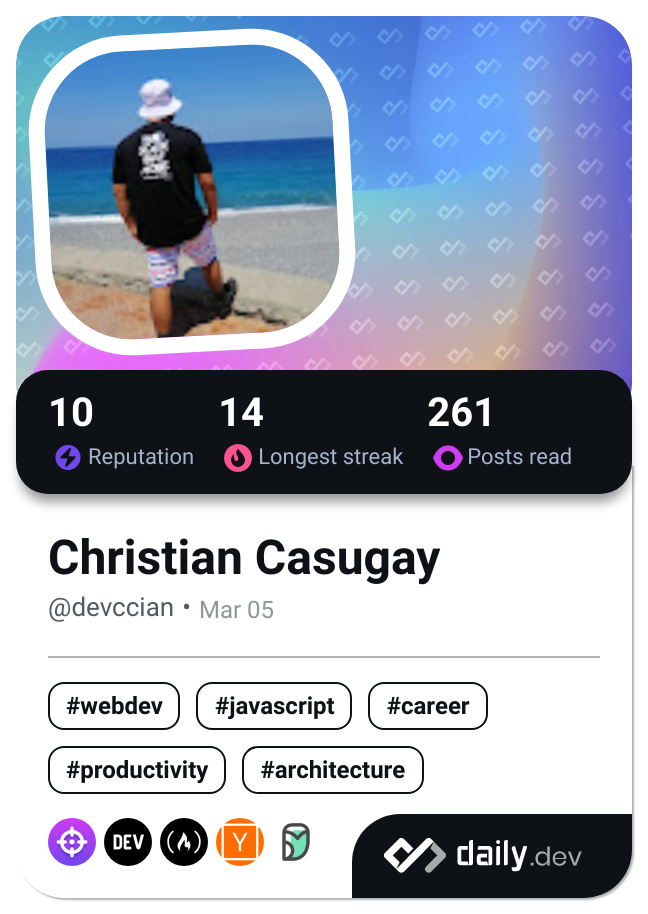 10 14 261
Reputation Longest streak Posts read
Christian Casugay
@devccian • Mar 05
#webdev #javascript #career
#productivity #architecture
DEV Y daily.dev